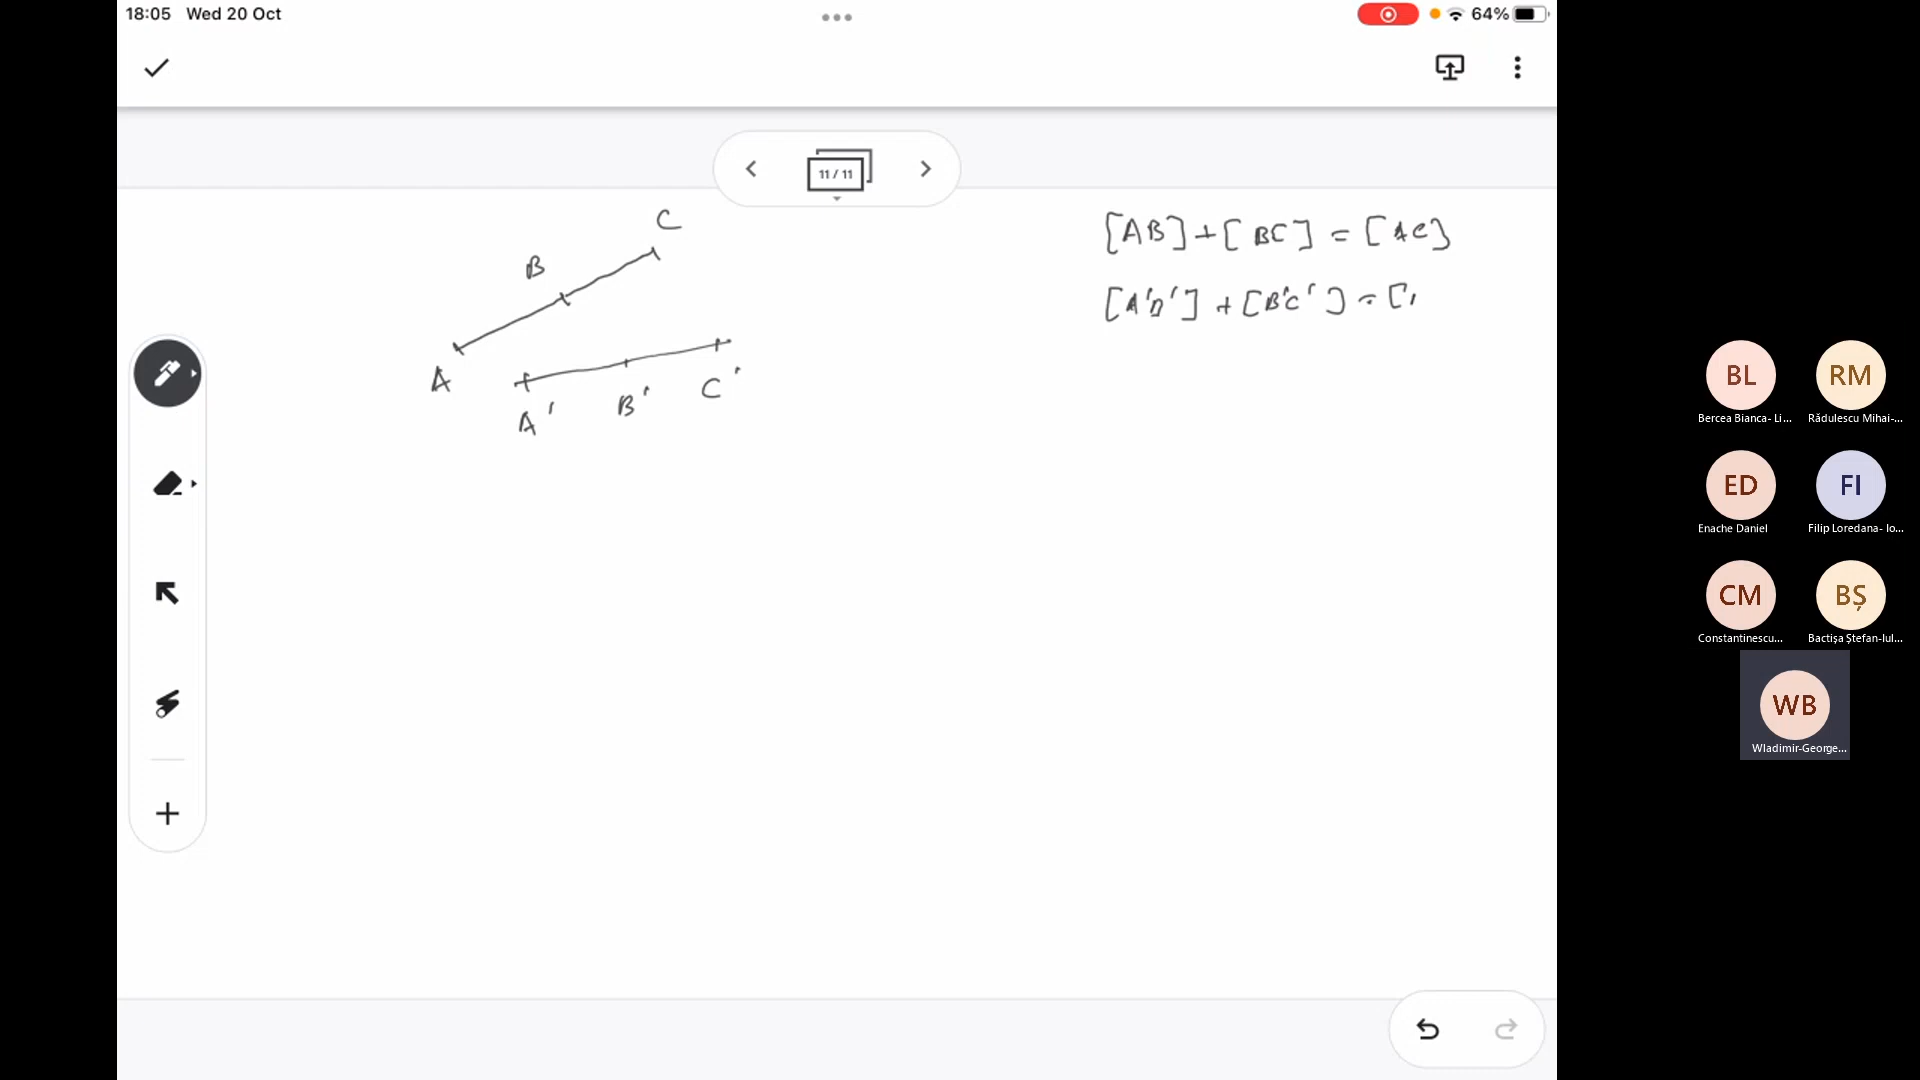 18:05 Wed 20 Oct
64%
11 / 11
C
B
A
A' B' C'
[AB] + [BC] = [AC]
[A'B'] + [B'C'] = [
BL RM
Bercea Bianca- Li... Rădulescu Mihai-...
ED FI
Enache Daniel Filip Loredana- Io...
CM BȘ
Constantinescu... Bactișa Ștefan-Iul...
WB
Wladimir-George...